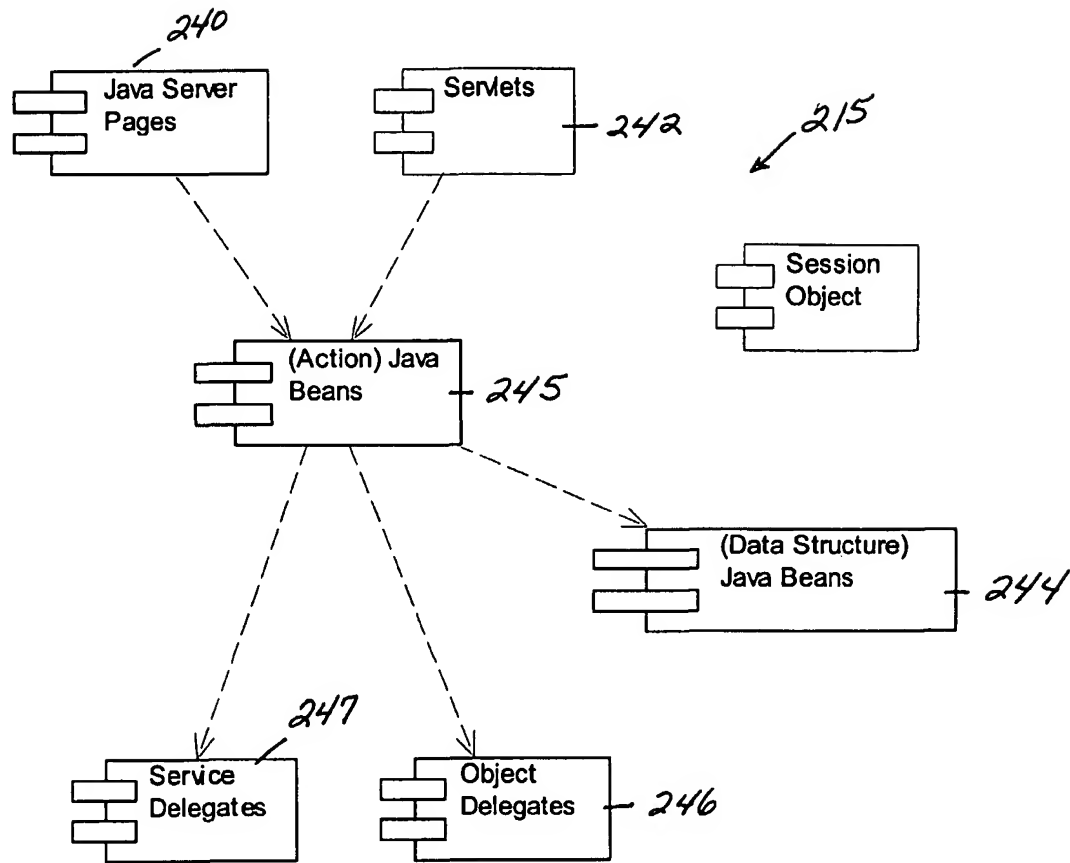 240
Java Server
Pages
Servlets
242
215
Session
Object
(Action) Java
Beans
245
(Data Structure)
Java Beans
244
247
Service
Delegates
Object
Delegates
246